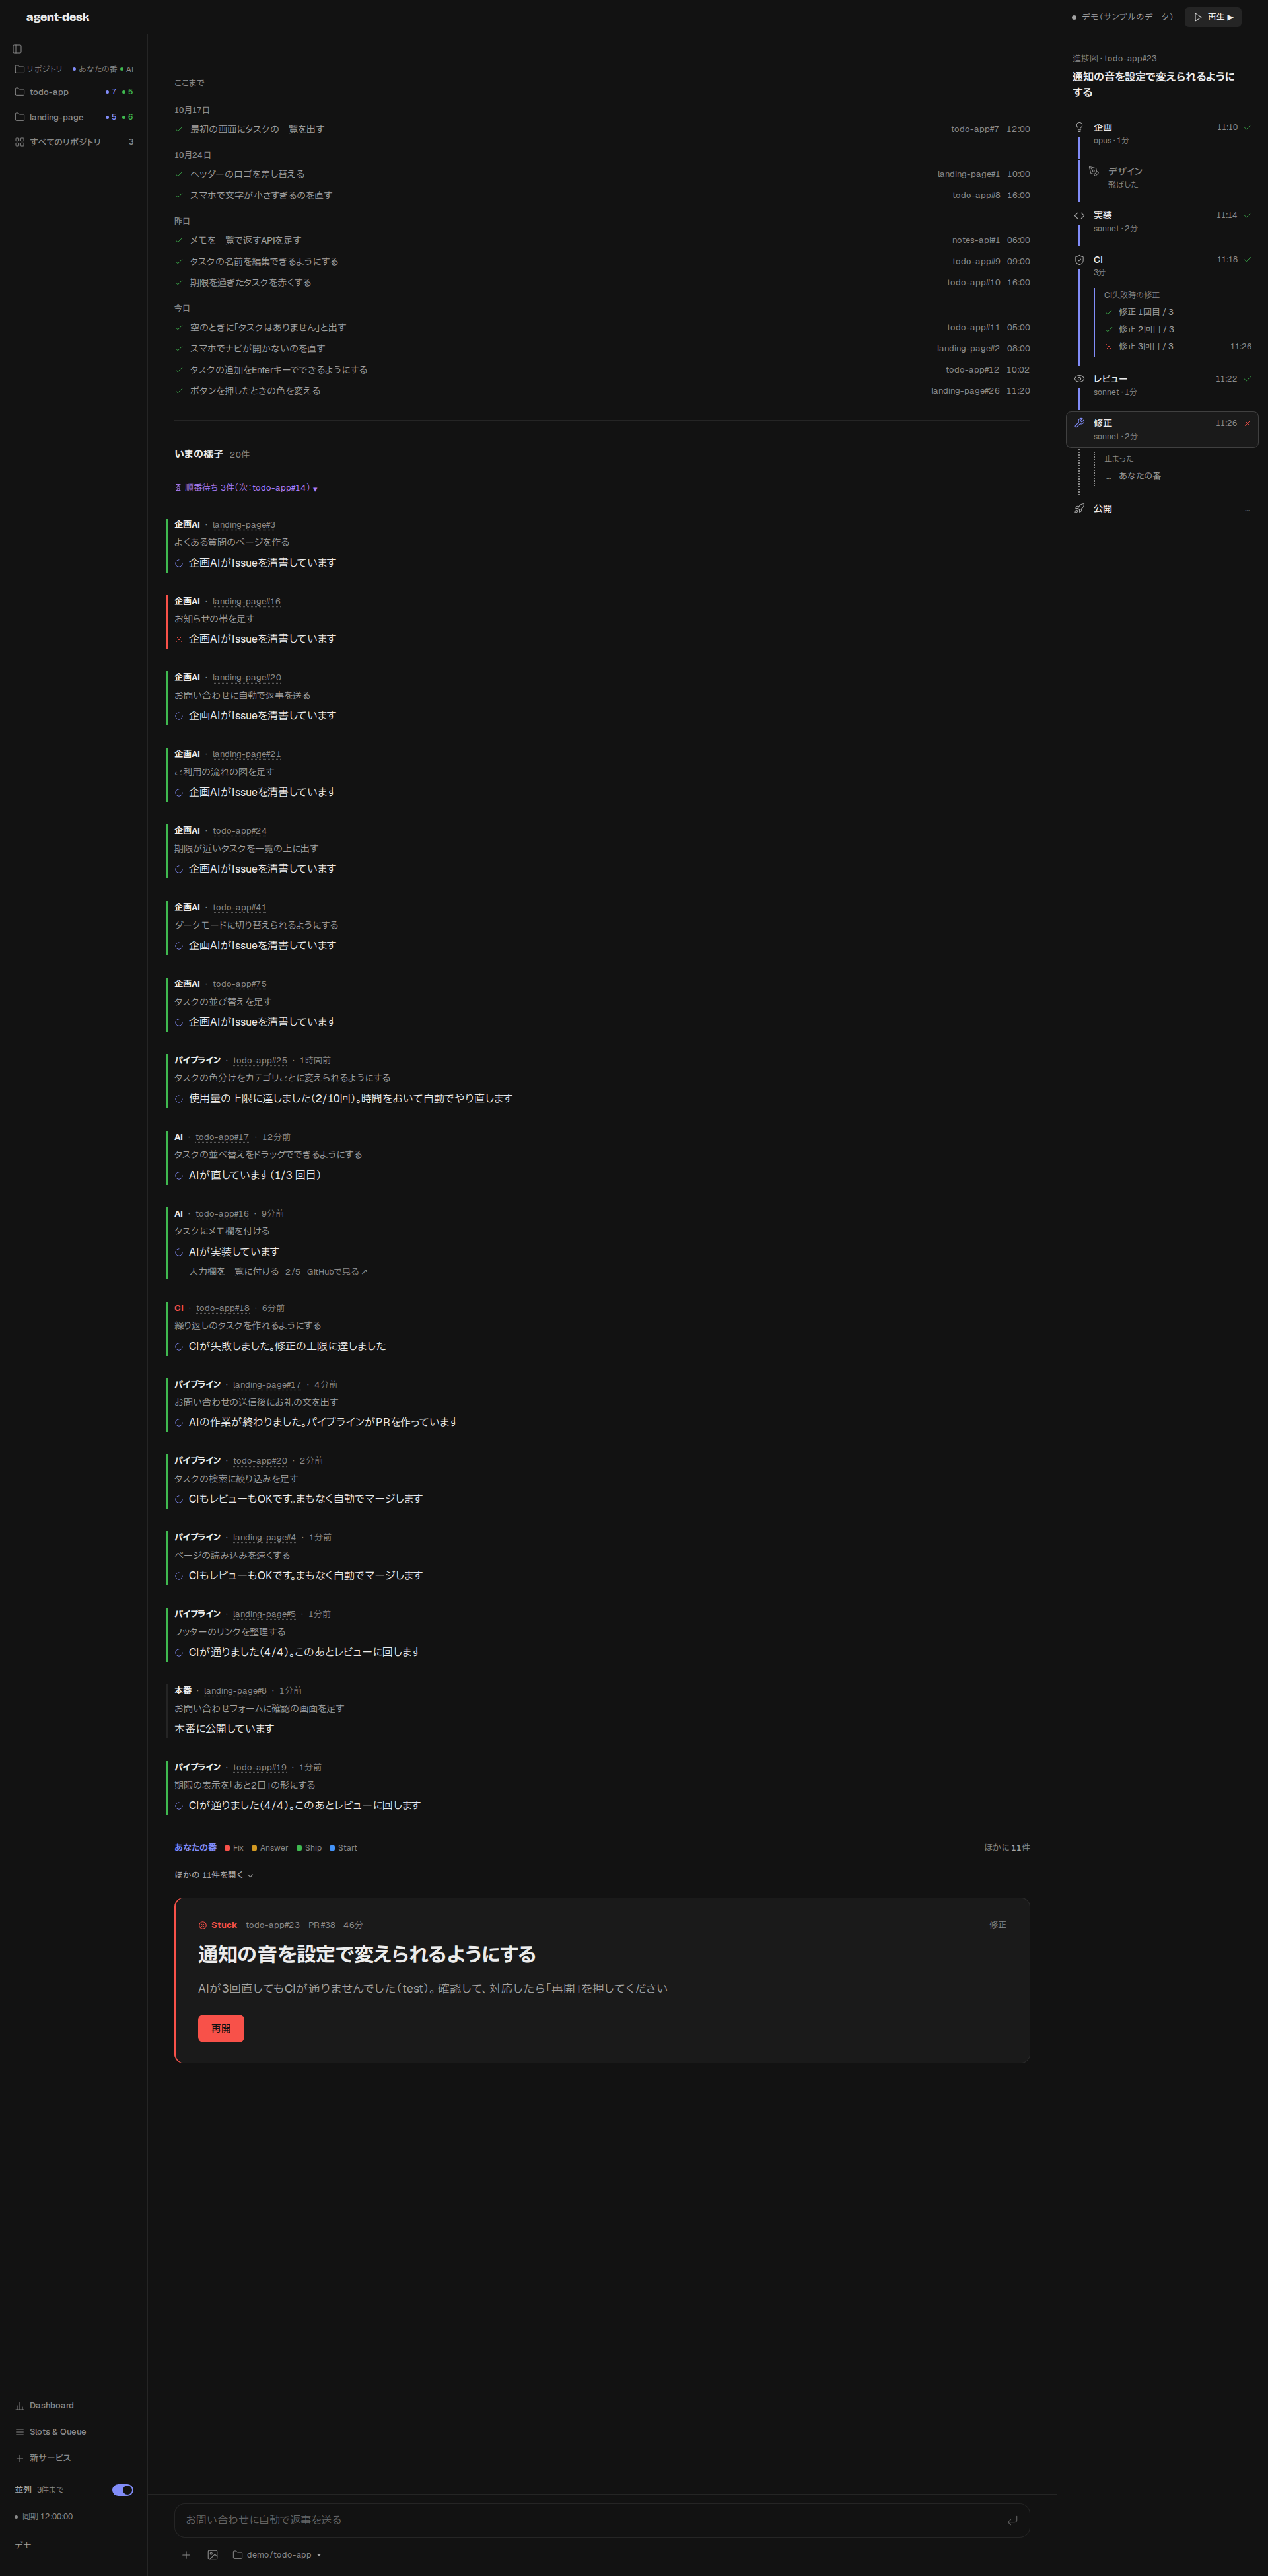 agent-desk
デモ(サンプルのデータ)
再生 ▶
リポジトリ あなたの番 AI
todo-app 7 5
landing-page 5 6
すべてのリポジトリ 3
ここまで
10月17日
最初の画面にタスクの一覧を出す todo-app#7 12:00
10月24日
ヘッダーのロゴを差し替える landing-page#1 10:00
スマホで文字が小さすぎるのを直す todo-app#8 16:00
昨日
メモを一覧で返すAPIを足す notes-api#1 06:00
タスクの名前を編集できるようにする todo-app#9 09:00
期限を過ぎたタスクを赤くする todo-app#10 16:00
今日
空のときに「タスクはありません」と出す todo-app#11 05:00
スマホでナビが開かないのを直す landing-page#2 08:00
タスクの追加をEnterキーでできるようにする todo-app#12 10:02
ボタンを押したときの色を変える landing-page#26 11:20
いまの様子 20件
順番待ち 3件(次:todo-app#14) ▾
企画AI · landing-page#3
よくある質問のページを作る
企画AIがIssueを清書しています
企画AI · landing-page#16
お知らせの帯を足す
企画AIがIssueを清書しています
企画AI · landing-page#20
お問い合わせに自動で返事を送る
企画AIがIssueを清書しています
企画AI · landing-page#21
ご利用の流れの図を足す
企画AIがIssueを清書しています
企画AI · todo-app#24
期限が近いタスクを一覧の上に出す
企画AIがIssueを清書しています
企画AI · todo-app#41
ダークモードに切り替えられるようにする
企画AIがIssueを清書しています
企画AI · todo-app#75
タスクの並び替えを足す
企画AIがIssueを清書しています
パイプライン · todo-app#25 · 1時間前
タスクの色分けをカテゴリごとに変えられるようにする
使用量の上限に達しました(2/10回)。時間をおいて自動でやり直します
AI · todo-app#17 · 12分前
タスクの並べ替えをドラッグでできるようにする
AIが直しています(1/3 回目)
AI · todo-app#16 · 9分前
タスクにメモ欄を付ける
AIが実装しています
入力欄を一覧に付ける 2/5 GitHubで見る ↗
CI · todo-app#18 · 6分前
繰り返しのタスクを作れるようにする
CIが失敗しました。修正の上限に達しました
パイプライン · landing-page#17 · 4分前
お問い合わせの送信後にお礼の文を出す
AIの作業が終わりました。パイプラインがPRを作っています
パイプライン · todo-app#20 · 2分前
タスクの検索に絞り込みを足す
CIもレビューもOKです。まもなく自動でマージします
パイプライン · landing-page#4 · 1分前
ページの読み込みを速くする
CIもレビューもOKです。まもなく自動でマージします
パイプライン · landing-page#5 · 1分前
フッターのリンクを整理する
CIが通りました(4/4)。このあとレビューに回します
本番 · landing-page#8 · 1分前
お問い合わせフォームに確認の画面を足す
本番に公開しています
パイプライン · todo-app#19 · 1分前
期限の表示を「あと2日」の形にする
CIが通りました(4/4)。このあとレビューに回します
あなたの番 Fix Answer Ship Start ほかに11件
ほかの 11件を開く
Stuck todo-app#23 PR#38 46分 修正
通知の音を設定で変えられるようにする
AIが3回直してもCIが通りませんでした(test)。確認して、対応したら「再開」を押してください
再開
お問い合わせに自動で返事を送る
demo/todo-app
Dashboard
Slots & Queue
新サービス
並列 3件まで
同期 12:00:00
デモ
進捗図 · todo-app#23
通知の音を設定で変えられるように
する
企画 11:10
opus · 1分
デザイン
飛ばした
実装 11:14
sonnet · 2分
CI 11:18
3分
CI失敗時の修正
修正 1回目 / 3
修正 2回目 / 3
修正 3回目 / 3 11:26
レビュー 11:22
sonnet · 1分
修正 11:26
sonnet · 2分
止まった
… あなたの番
公開 …